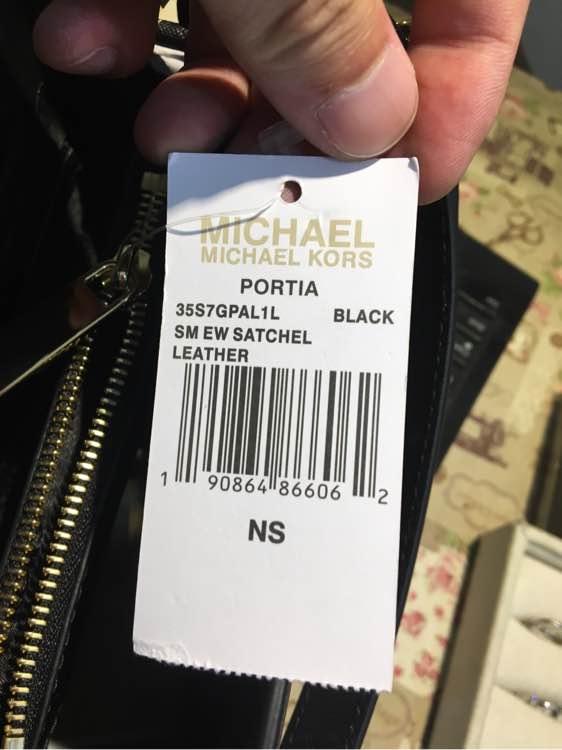 MICHAEL
MICHAEL KORS
PORTIA
35S7GPAL1L BLACK
SM EW SATCHEL
LEATHER
1 90864 86606 2
NS